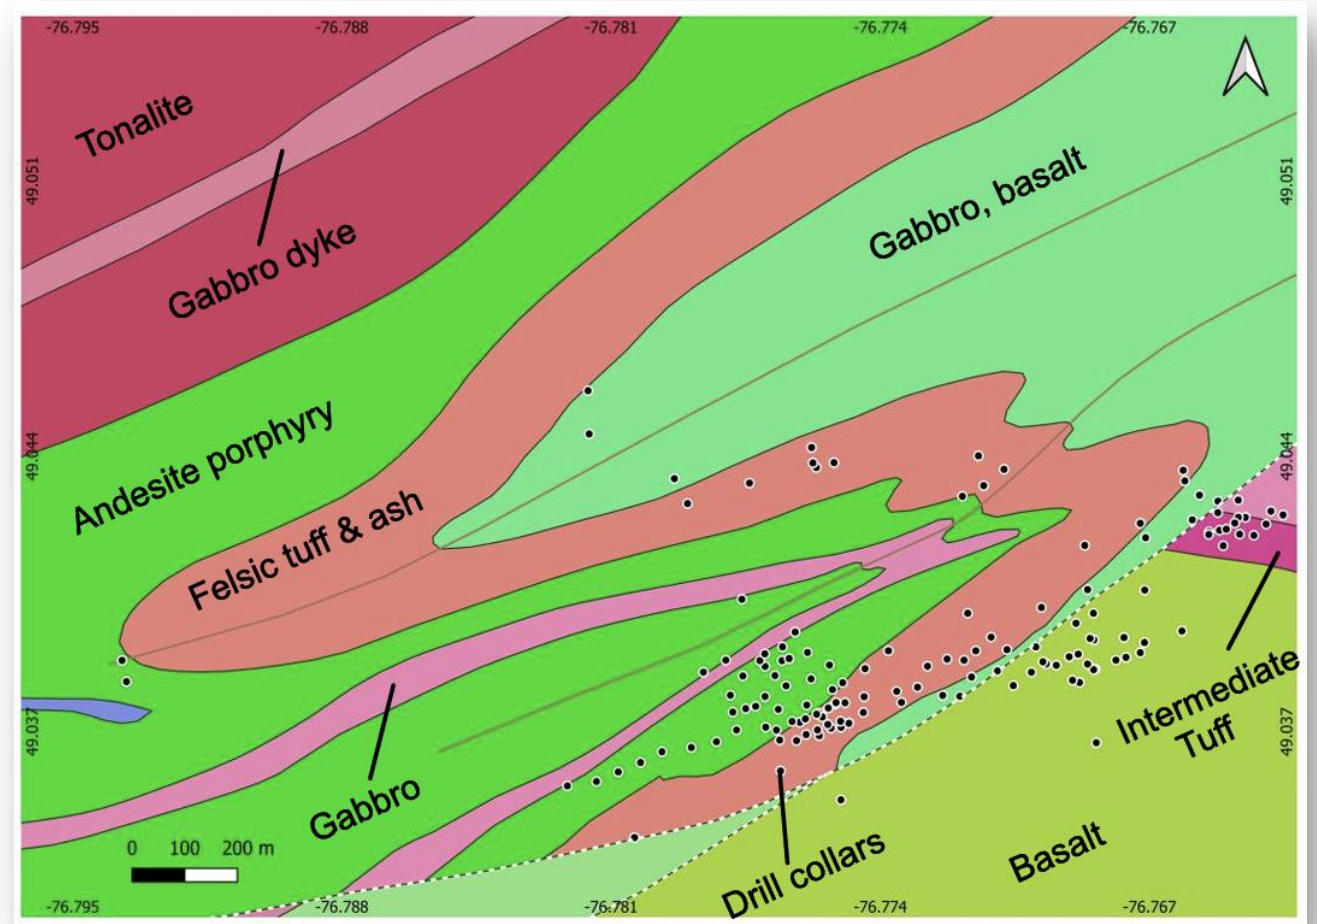 -76.795 -76.788 -76.781 -76.774 -76.767
Tonalite
49.051
49.051
Gabbro, basalt
Gabbro dyke
Andesite porphyry
49.044
49.044
Felsic tuff & ash
Intermediate
Tuff
49.037
49.037
Gabbro
0 100 200 m
Drill collars
Basalt
-76.795 -76.788 -76.781 -76.774 -76.767